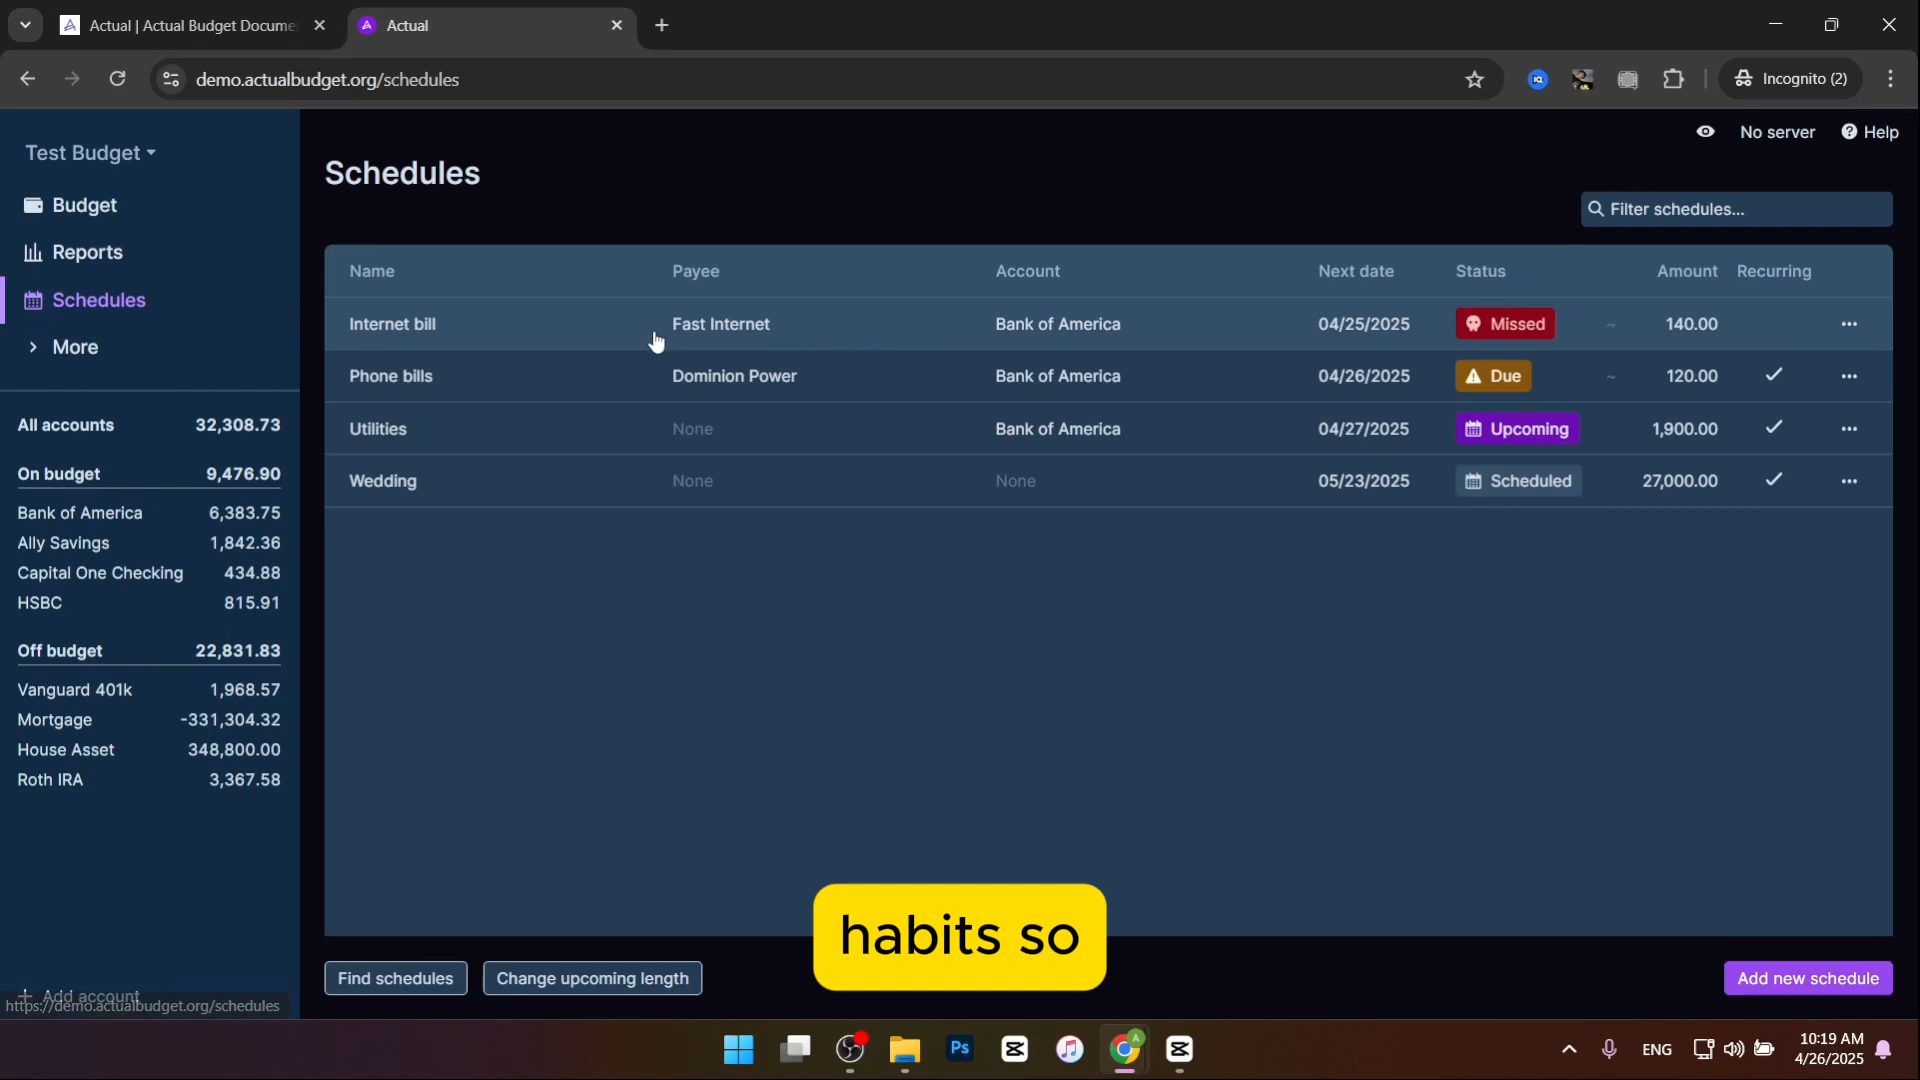 Actual | Actual Budget Docume
Actual
demo.actualbudget.org/schedules
Incognito (2)
Test Budget
No server
Help
Schedules
Budget
Filter schedules...
Reports
Name Payee Account Next date Status Amount Recurring
Schedules
Internet bill Fast Internet Bank of America 04/25/2025 Missed ~ 140.00
More
Phone bills Dominion Power Bank of America 04/26/2025 Due ~ 120.00
Utilities None Bank of America 04/27/2025 Upcoming 1,900.00
Wedding None None 05/23/2025 Scheduled 27,000.00
All accounts 32,308.73
On budget 9,476.90
Bank of America 6,383.75
Ally Savings 1,842.36
Capital One Checking 434.88
HSBC 815.91
Off budget 22,831.83
Vanguard 401k 1,968.57
Mortgage -331,304.32
House Asset 348,800.00
Roth IRA 3,367.58
habits so
Find schedules
Change upcoming length
Add new schedule
+ Add account
https://demo.actualbudget.org/schedules
Ps
A
ENG
10:19 AM
4/26/2025